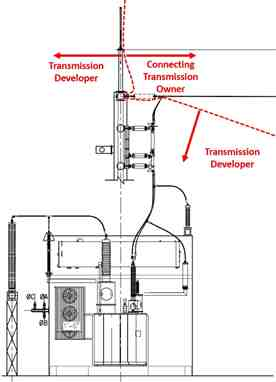 Transmission
Developer
Connecting
Transmission
Owner
Transmission
Developer
ØC
ØA
ØB